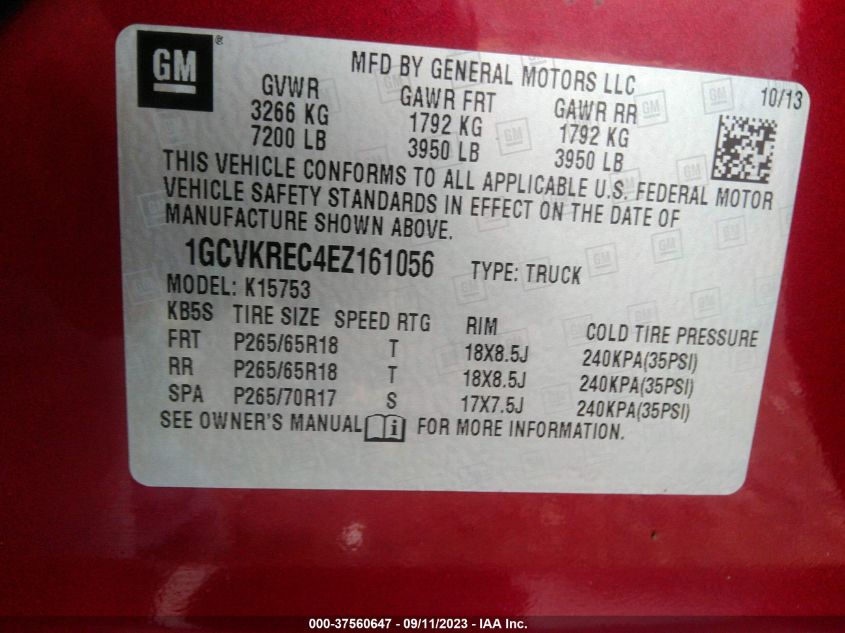 GM®
MFD BY GENERAL MOTORS LLC
10/13
GVWR GAWR FRT GAWR RR
3266 KG 1792 KG 1792 KG
7200 LB 3950 LB 3950 LB
THIS VEHICLE CONFORMS TO ALL APPLICABLE U.S. FEDERAL MOTOR
VEHICLE SAFETY STANDARDS IN EFFECT ON THE DATE OF
MANUFACTURE SHOWN ABOVE.
1GCVKREC4EZ161056 TYPE: TRUCK
MODEL: K15753
KB5S TIRE SIZE SPEED RTG RIM COLD TIRE PRESSURE
FRT P265/65R18 T 18X8.5J 240KPA(35PSI)
RR P265/65R18 T 18X8.5J 240KPA(35PSI)
SPA P265/70R17 S 17X7.5J 240KPA(35PSI)
SEE OWNER'S MANUAL i FOR MORE INFORMATION.
000-37560647 - 09/11/2023 - IAA Inc.